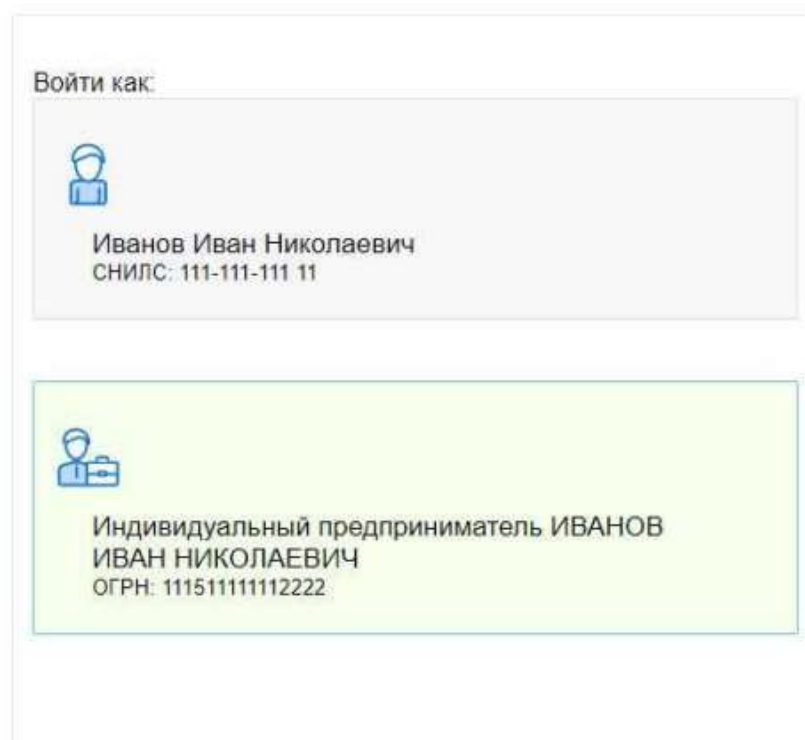 Войти как:
Иванов Иван Николаевич
СНИЛС: 111-111-111 11
Индивидуальный предприниматель ИВАНОВ
ИВАН НИКОЛАЕВИЧ
ОГРН: 111511111112222